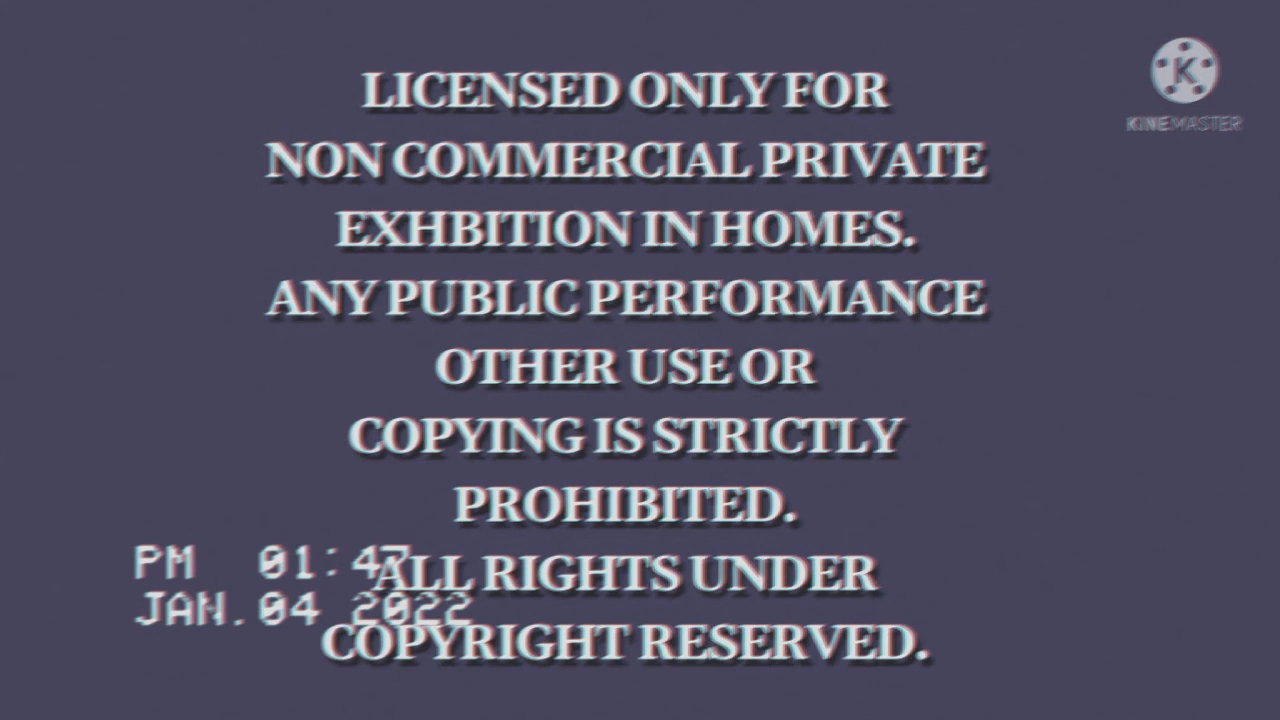 LICENSED ONLY FOR
NON COMMERCIAL PRIVATE
EXHBITION IN HOMES.
ANY PUBLIC PERFORMANCE
OTHER USE OR
COPYING IS STRICTLY
PROHIBITED.
ALL RIGHTS UNDER
COPYRIGHT RESERVED.
PM 01:47
JAN.04 2022
K
KINEMASTER